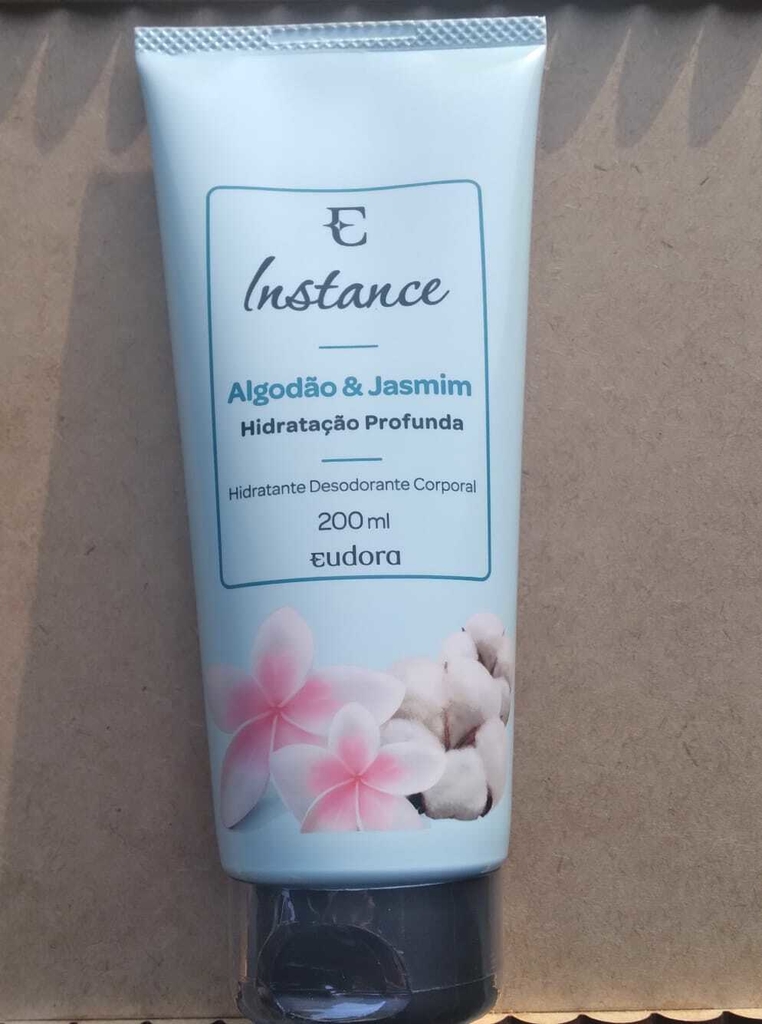 E
Instance
Algodão & Jasmim
Hidratação Profunda
Hidratante Desodorante Corporal
200 ml
Eudora